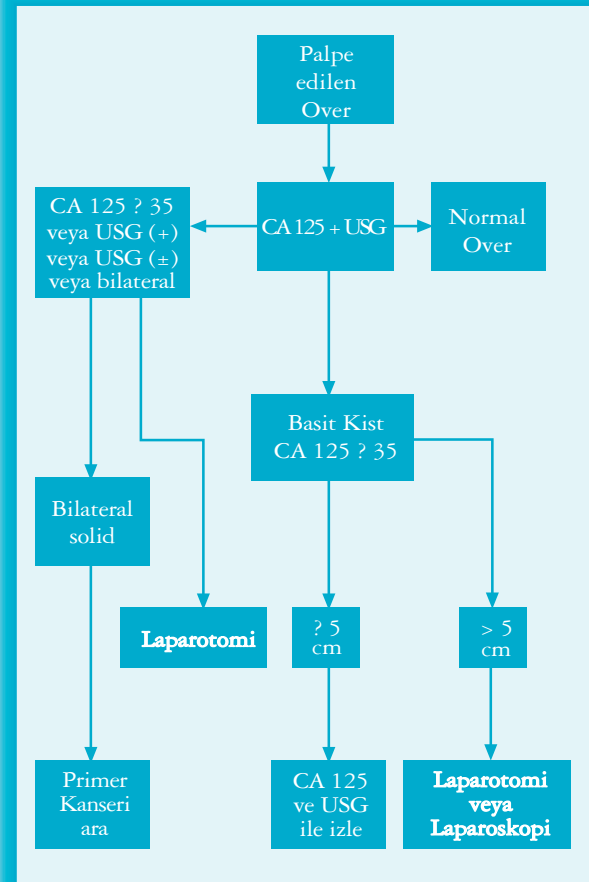 Palpe
edilen
Over
CA 125 ? 35
veya USG (+)
veya USG (±)
veya bilateral
CA 125 + USG
Normal
Over
Basit Kist
CA 125 ? 35
Bilateral
solid
Laparotomi
? 5
cm
> 5
cm
Primer
Kanseri
ara
CA 125
ve USG
ile izle
Laparotomi
veya
Laparoskopi